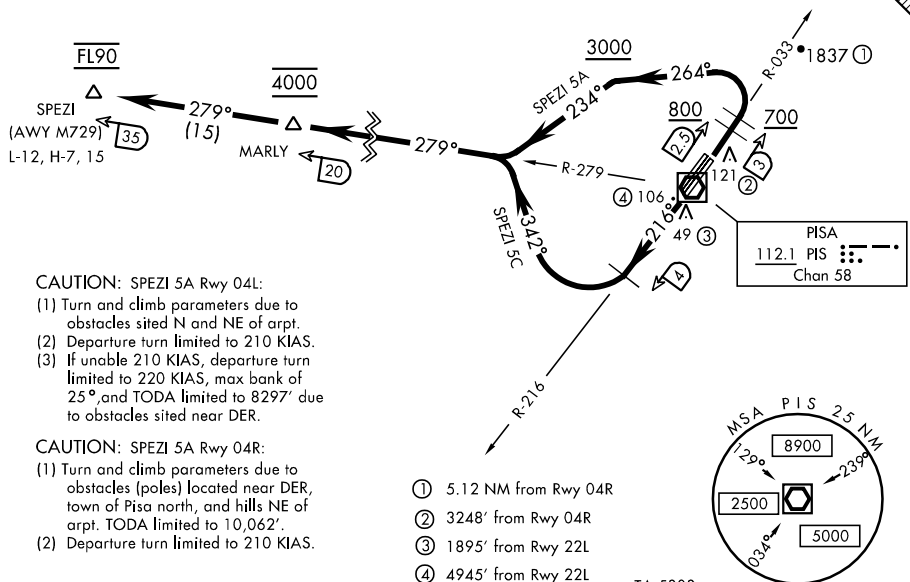 FL90
SPEZI
(AWY M729)
L-12, H-7, 15
35
279°
(15)
4000
MARLY
20
279°
3000
SPEZI 5A
234°
264°
R-033
1837 ①
800
700
2.5
3
121 ②
R-279
④ 106
216°
49 ③
4
SPEZI 5C
342°
R-216
PISA
112.1 PIS
Chan 58
CAUTION: SPEZI 5A Rwy 04L:
(1) Turn and climb parameters due to
obstacles sited N and NE of arpt.
(2) Departure turn limited to 210 KIAS.
(3) If unable 210 KIAS, departure turn
limited to 220 KIAS, max bank of
25°,and TODA limited to 8297' due
to obstacles sited near DER.
CAUTION: SPEZI 5A Rwy 04R:
(1) Turn and climb parameters due to
obstacles (poles) located near DER,
town of Pisa north, and hills NE of
arpt. TODA limited to 10,062'.
(2) Departure turn limited to 210 KIAS.
① 5.12 NM from Rwy 04R
② 3248' from Rwy 04R
③ 1895' from Rwy 22L
④ 4945' from Rwy 22L
MSA PIS 25 NM
129°
8900
239°
2500
034°
5000